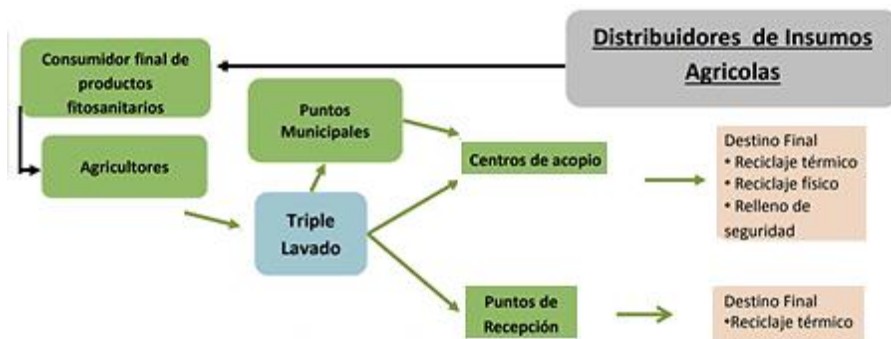 Distribuidores de Insumos
Agricolas
Consumidor final de
productos
fitosanitarios
Agricultores
Puntos
Municipales
Triple
Lavado
Centros de acopio
Destino Final
• Reciclaje térmico
• Reciclaje físico
• Relleno de
seguridad
Puntos de
Recepción
Destino Final
•Reciclaje térmico